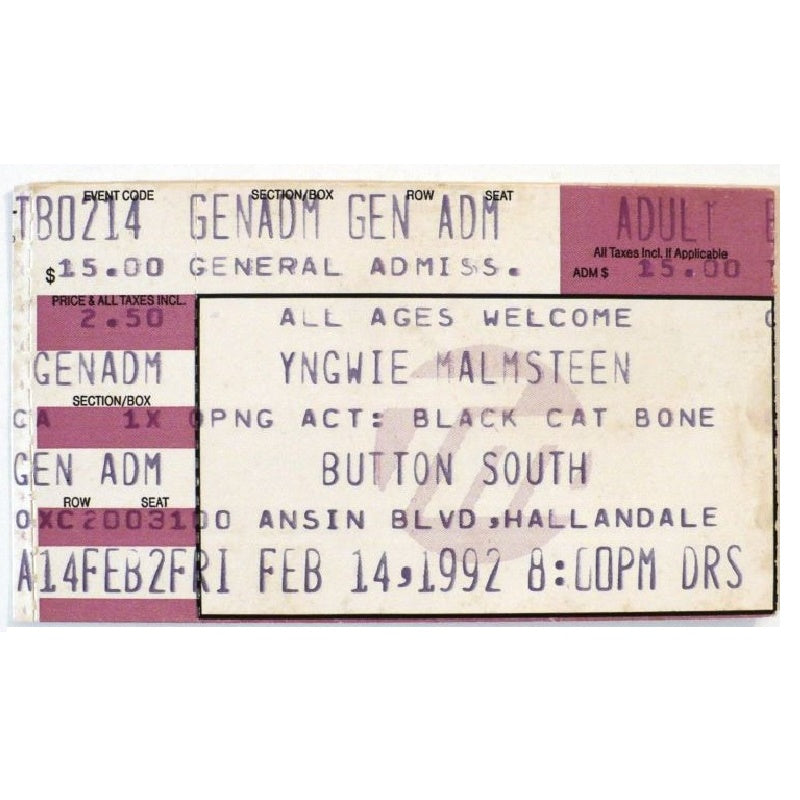 EVENT CODE SECTION/BOX ROW SEAT
TB0214 GENADM GEN ADM ADULT
All Taxes Incl. If Applicable
$15.00 GENERAL ADMISS. ADM $ 15.00
PRICE & ALL TAXES INCL.
2.50 ALL AGES WELCOME
GENADM YNGWIE MALMSTEEN
SECTION/BOX
CA 1X OPNG ACT: BLACK CAT BONE
GEN ADM BUTTON SOUTH
ROW SEAT
OXC2003100 ANSIN BLVD,HALLANDALE
A14FEB2FRI FEB 14,1992 8:00PM DRS